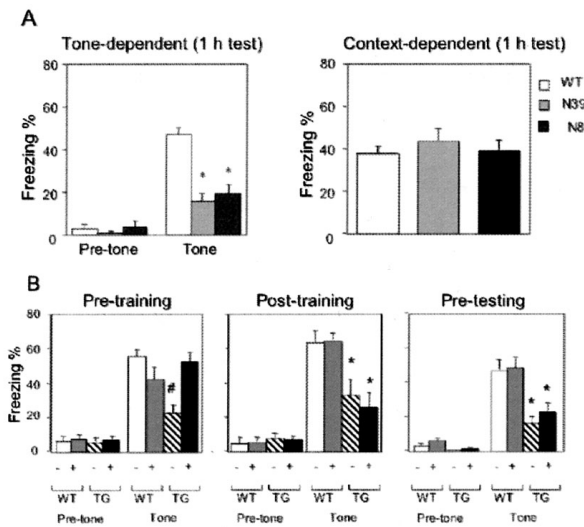 A
Tone-dependent (1 h test)
Context-dependent (1 h test)
80
60
40
20
0
Freezing %
* *
Pre-tone Tone
80
60
40
20
0
Freezing %
WT
N39
N8
B
Pre-training
Post-training
Pre-testing
Freezing %
80
60
40
20
# * * * *
- + - + - + - + - + - + - + - + - + - + - + - +
WT TG WT TG WT TG WT TG WT TG WT TG
Pre-tone Tone Pre-tone Tone Pre-tone Tone